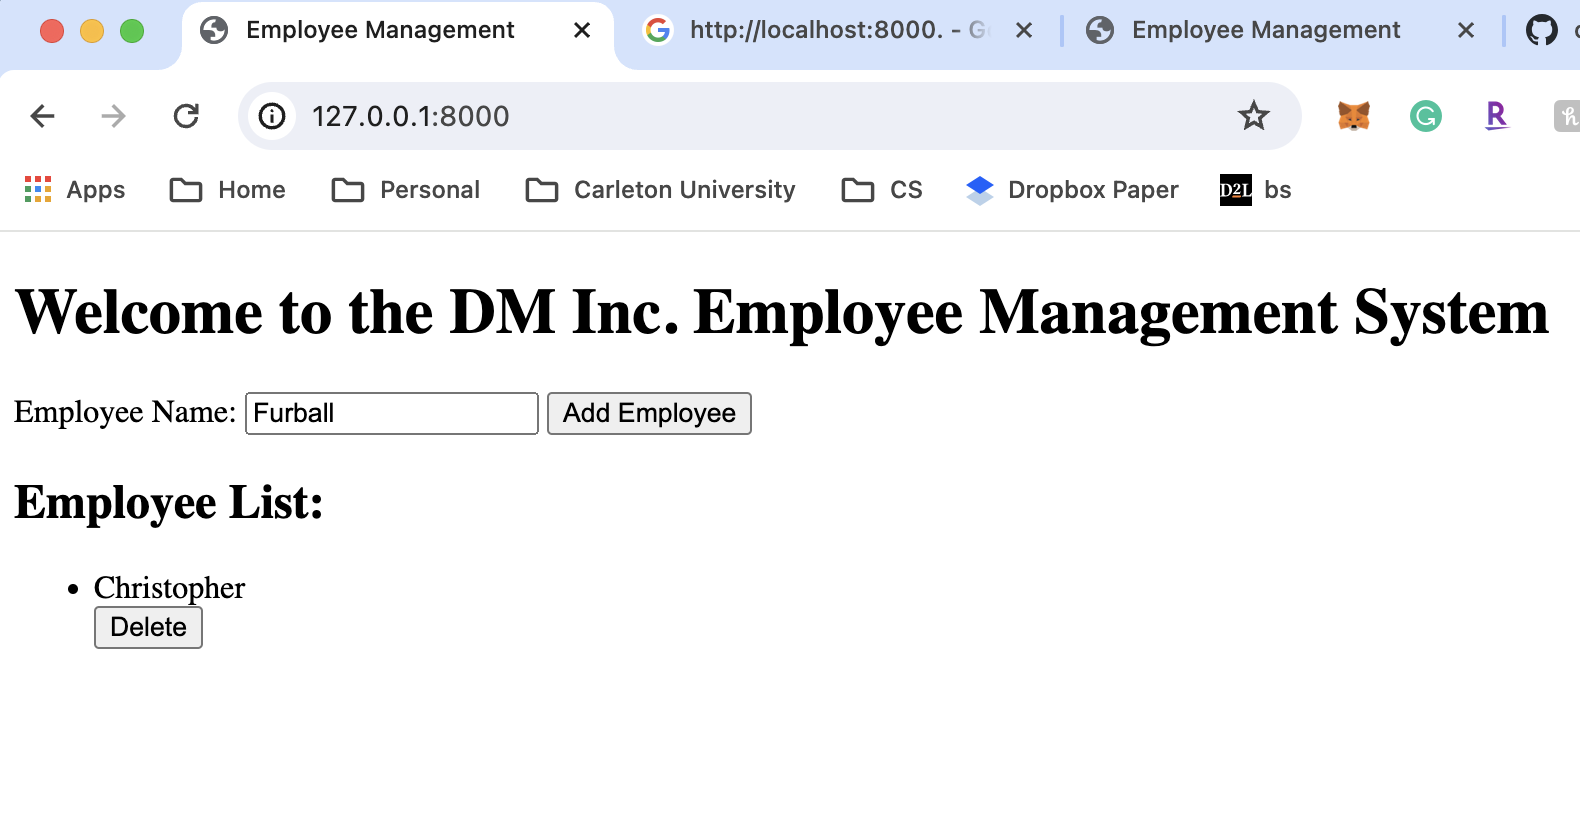 Employee Management
http://localhost:8000. - G
Employee Management
127.0.0.1:8000
Apps
Home
Personal
Carleton University
CS
Dropbox Paper
D2L
bs
Welcome to the DM Inc. Employee Management System
Employee Name: Furball Add Employee
Employee List:
• Christopher
Delete